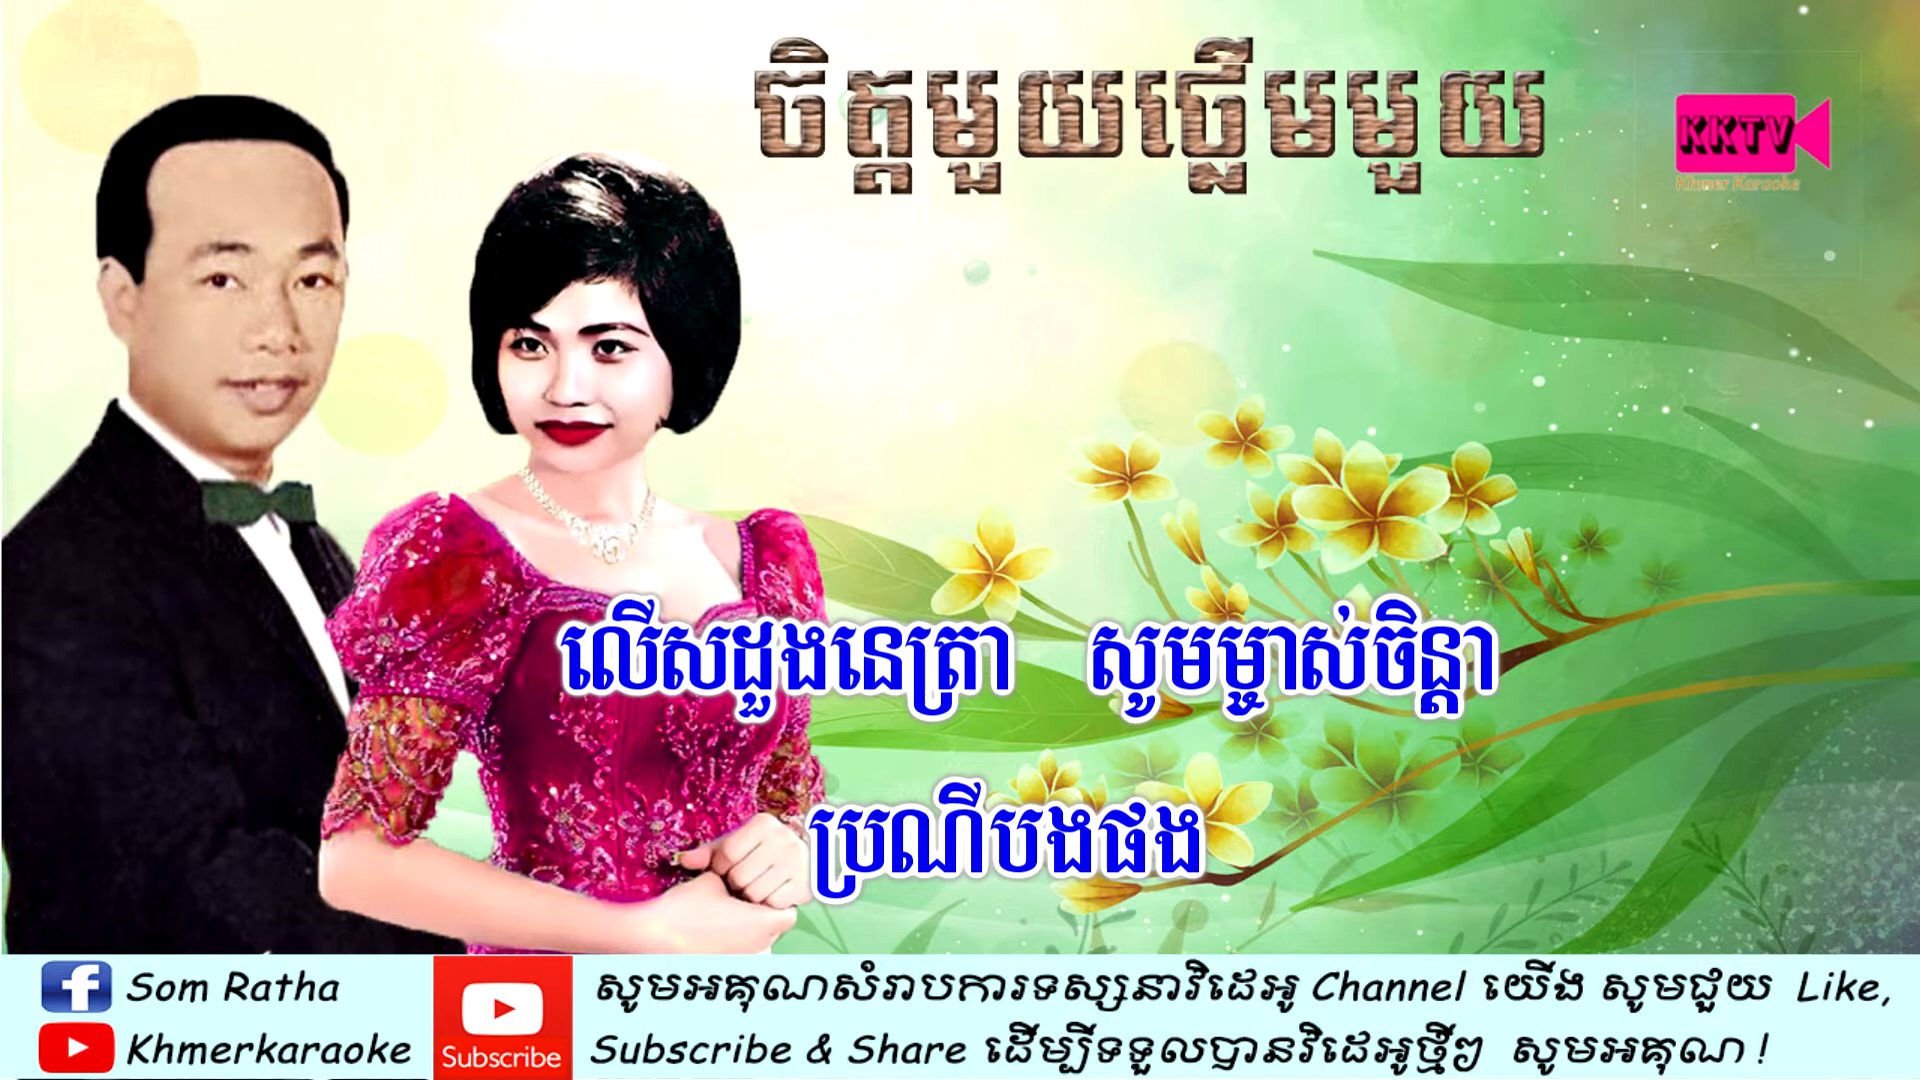 ចិត្តមួយថ្លើមមួយ
KKTV
Khmer Karaoke
លើសដួងនេត្រា សូមម្ចាស់ចិន្តា
ប្រណីបងផង
Som Ratha
Khmerkaraoke
Subscribe
សូមអគុណសំរាបការទស្សនាវិដេអូ Channel យើង សូមជួយ Like,
Subscribe & Share ដើម្បីទទួលបានវិដេអូថ្មីៗ សូមអគុណ !